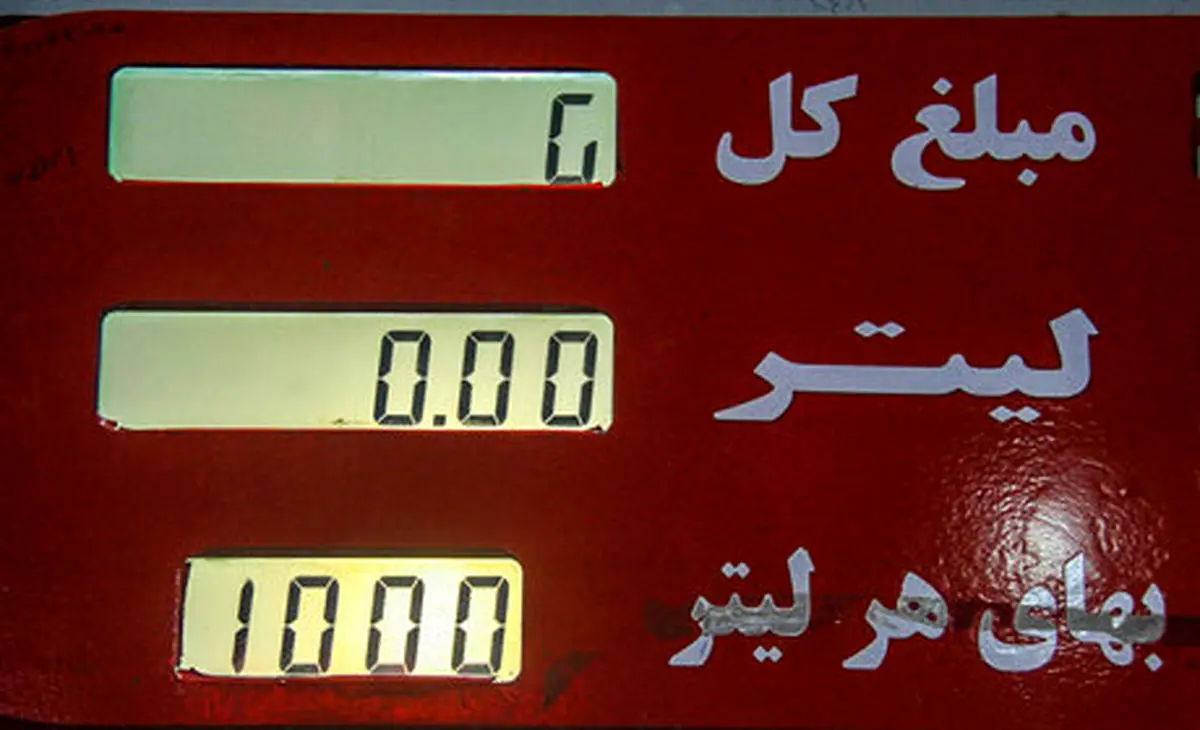 مبلغ کل
لیتر 0.00
بهای هر لیتر 1000